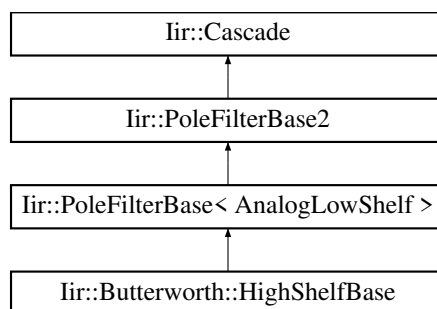 Iir::Cascade
Iir::PoleFilterBase2
Iir::PoleFilterBase< AnalogLowShelf >
Iir::Butterworth::HighShelfBase